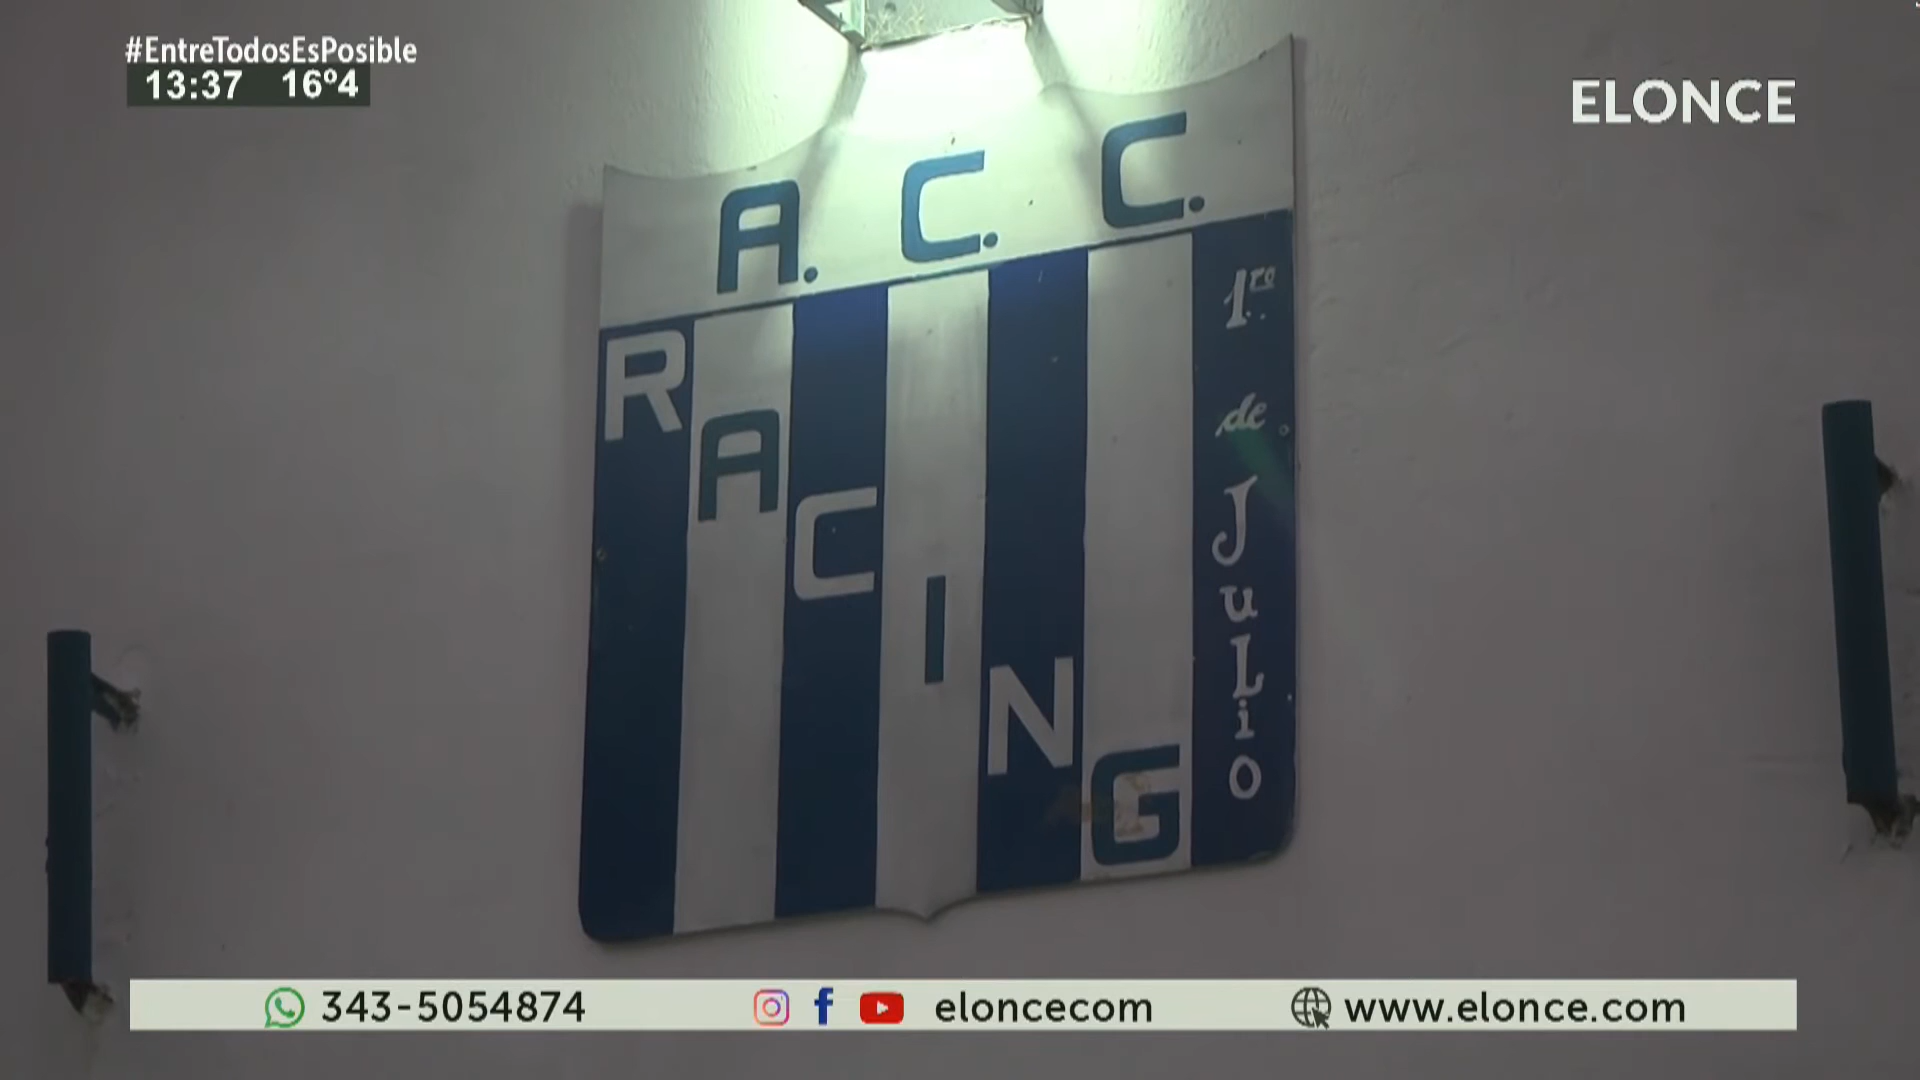 #EntreTodosEsPosible
13:37 16º4
ELONCE
A. C. C.
RACING
1ro. de Julio
343-5054874
eloncecom
www.elonce.com